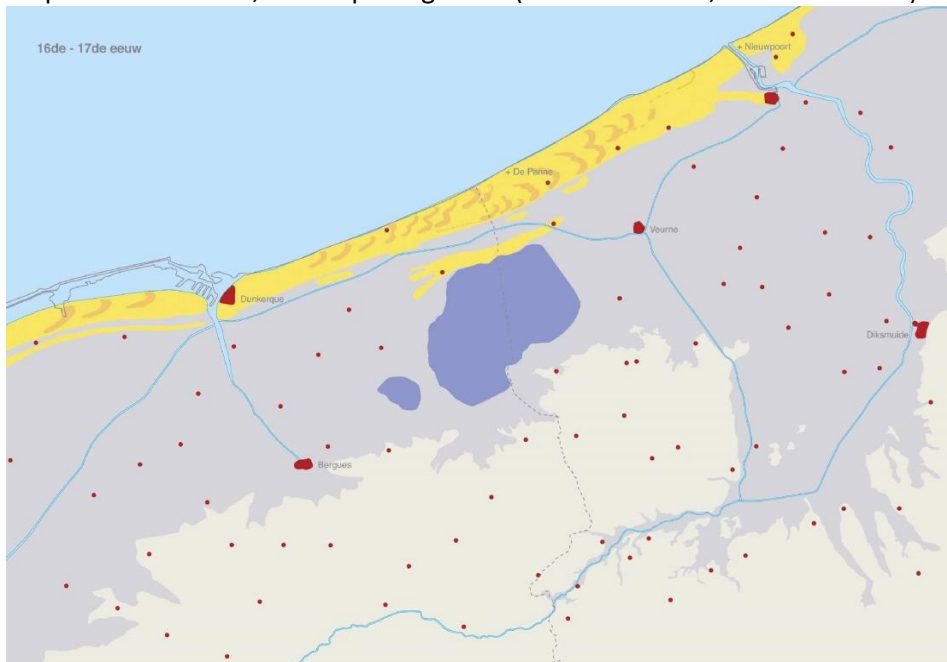 16de - 17de eeuw
+ Nieuwpoort
+ De Panne
Veurne
Dunkerque
Diksmuide
Bergues